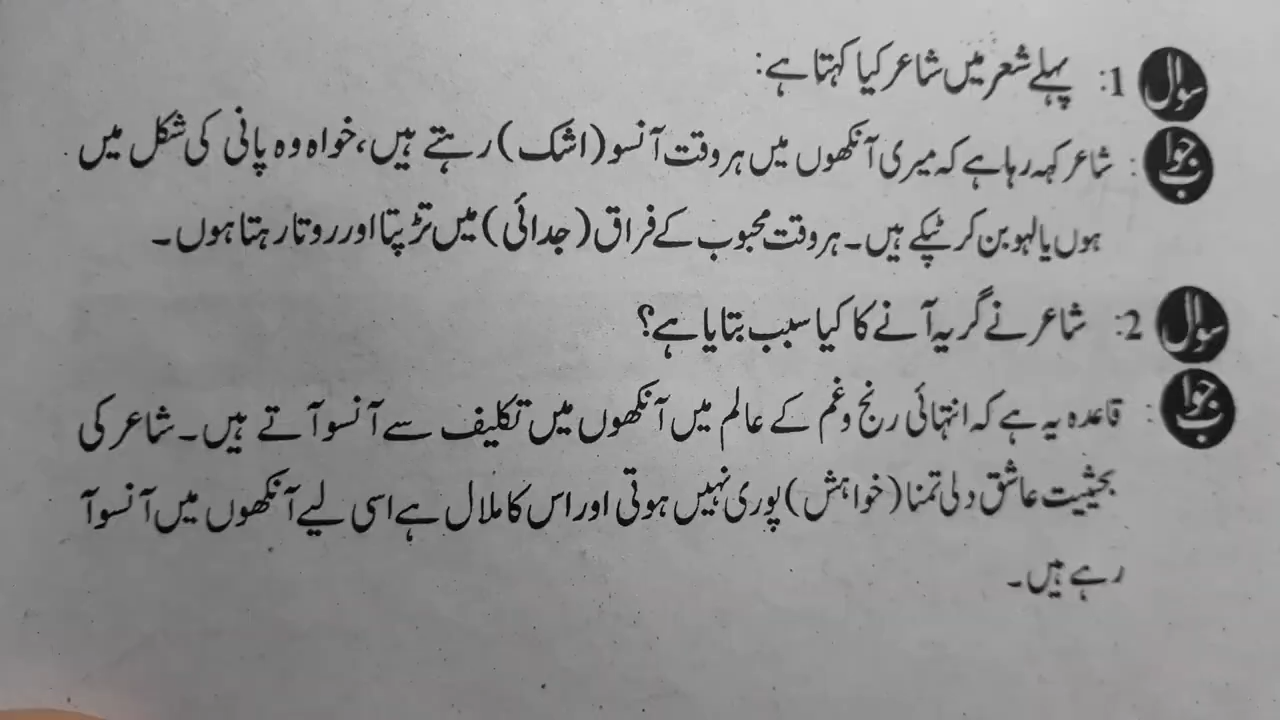 سوال 1: پہلے شعر میں شاعر کیا کہتا ہے:
جواب : شاعر کہہ رہا ہے کہ میری آنکھوں میں ہر وقت آنسو (اشک) رہتے ہیں، خواہ وہ پانی کی شکل میں
ہوں یا لہو بن کر ٹپکے ہیں۔ ہر وقت محبوب کے فراق (جدائی) میں تڑپتا اور روتا رہتا ہوں۔
سوال 2: شاعر نے گریہ آنے کا کیا سبب بتایا ہے؟
جواب : قاعدہ یہ ہے کہ انتہائی رنج و غم کے عالم میں آنکھوں میں تکلیف سے آنسو آتے ہیں۔ شاعر کی
بحیثیت عاشق دلی تمنا (خواہش) پوری نہیں ہوتی اور اس کا ملال ہے اسی لیے آنکھوں میں آنسو آ
رہے ہیں۔